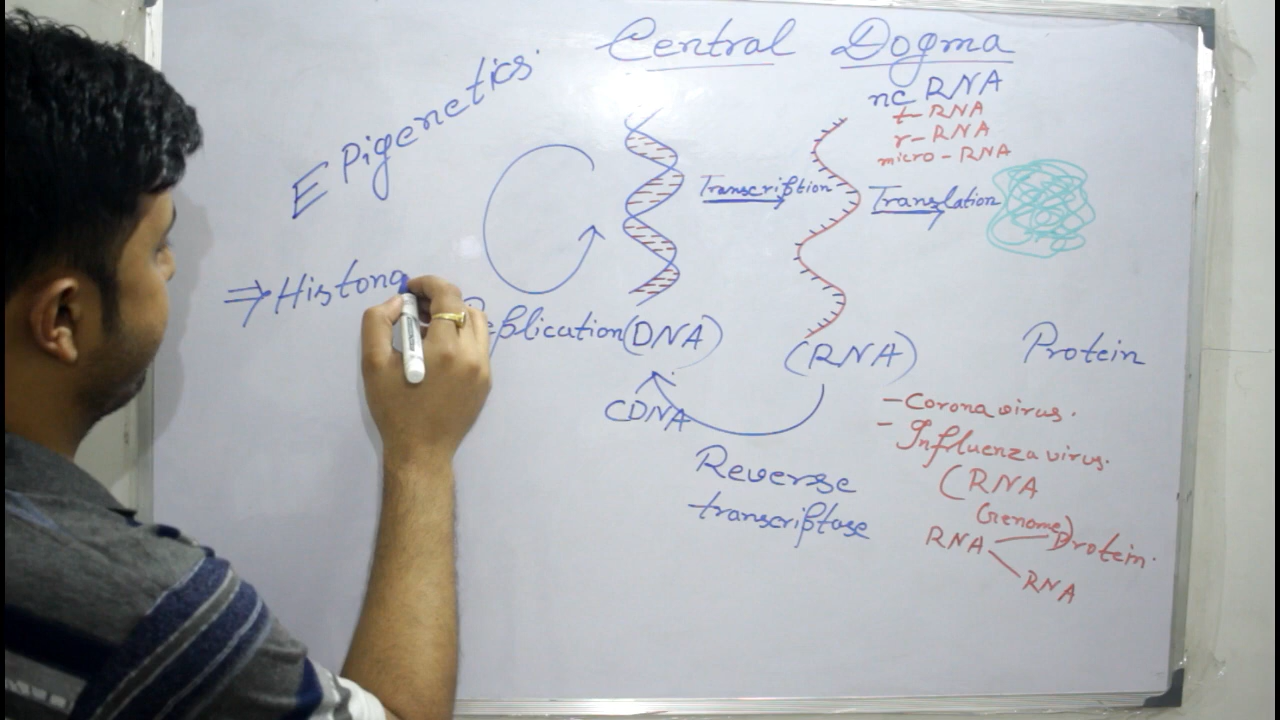 Central Dogma
Epigenetics
nc RNA
t-RNA
r-RNA
micro-RNA
Transcription
Translation
⇒ Histon
Replication (DNA)
(RNA)
Protein
CDNA
Reverse
transcriptase
- Corona virus.
- Influenza virus.
(RNA
Genome)
RNA
Protein.
RNA